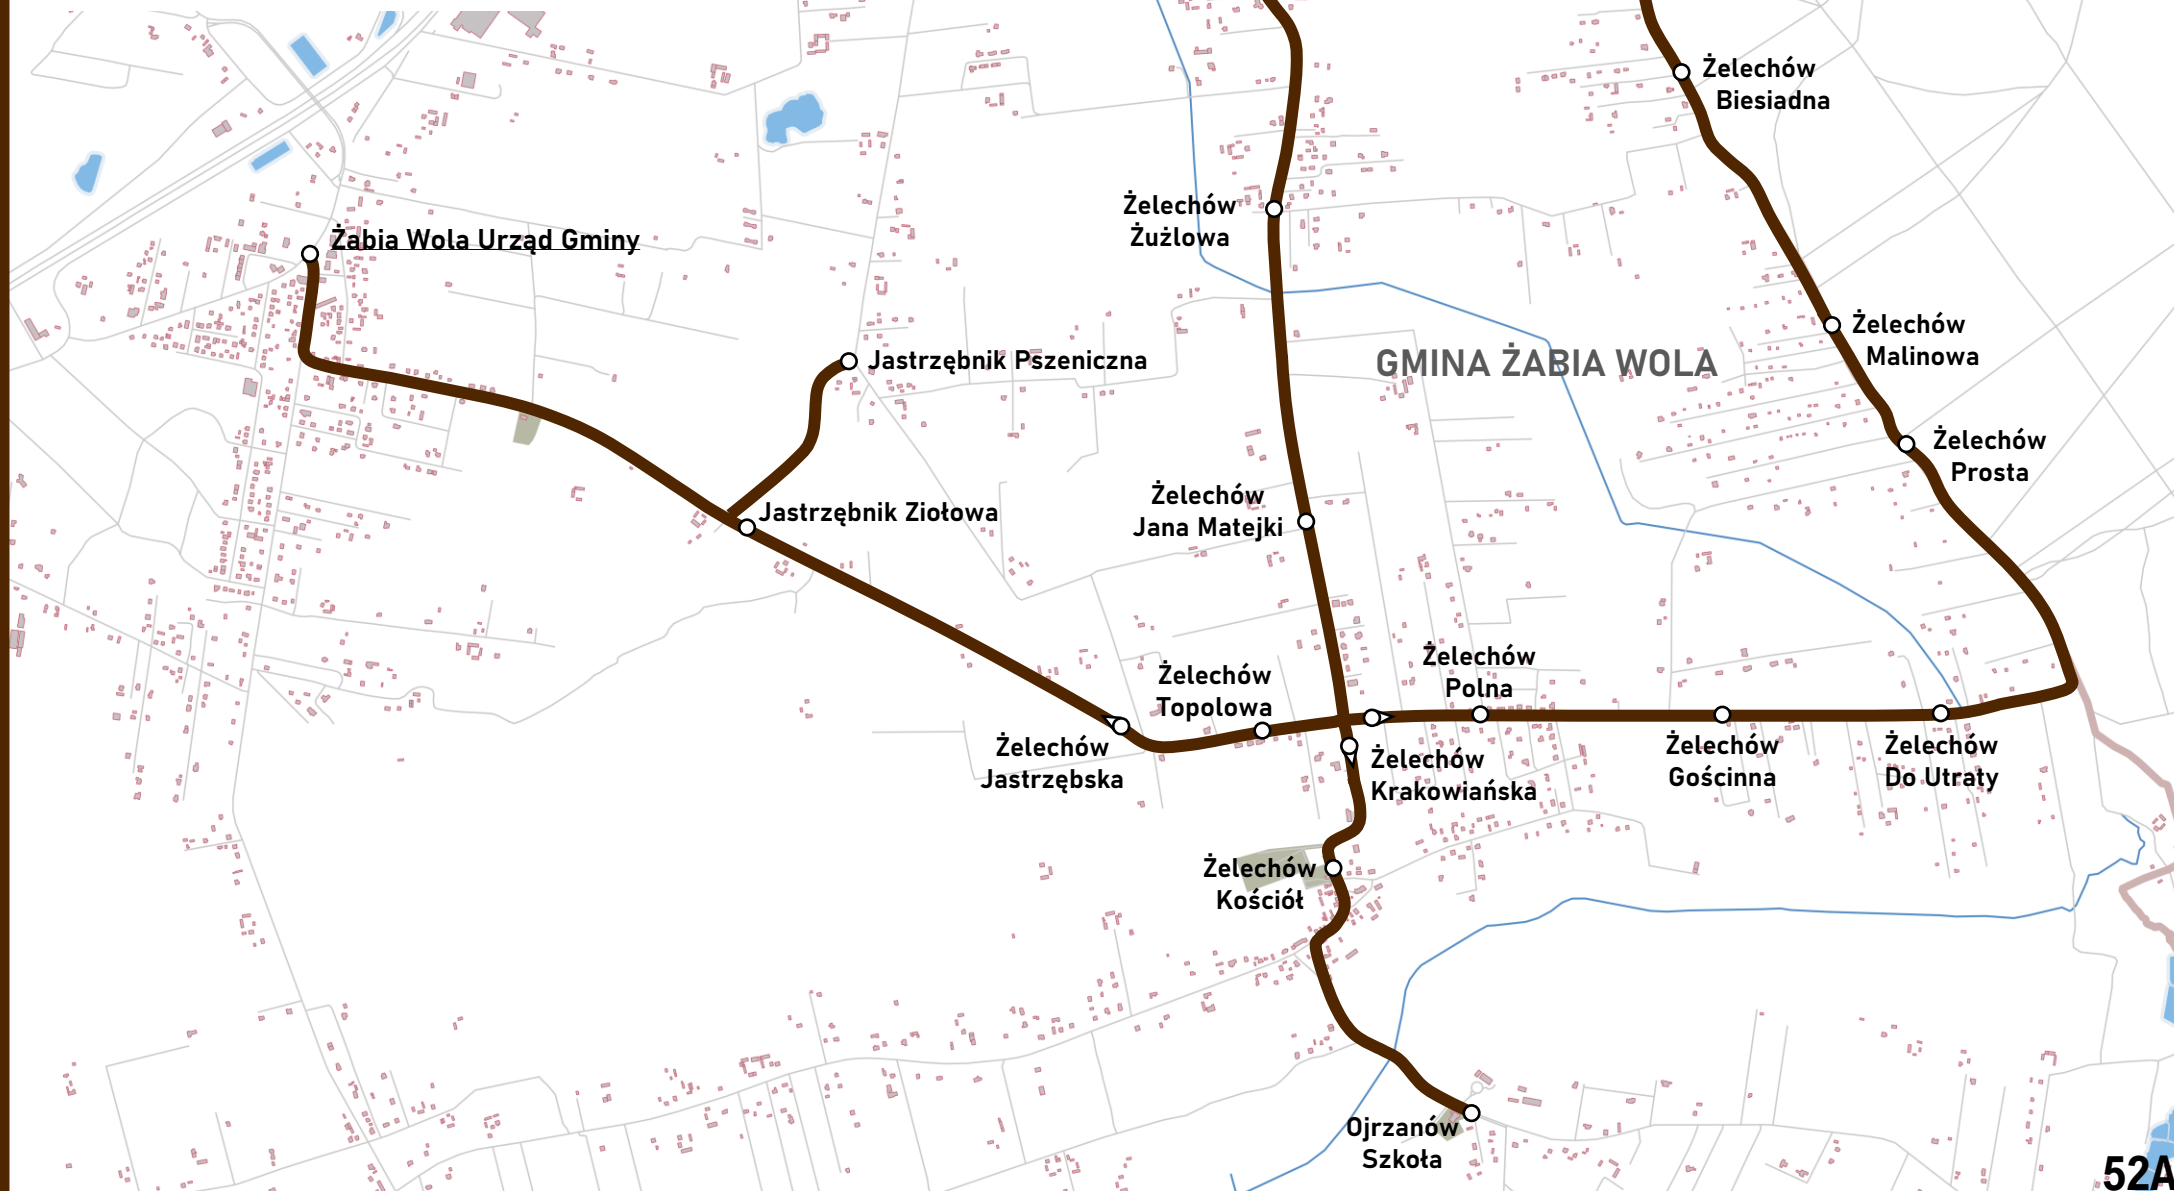 Żelechów
Biesiadna
Żelechów
Żużlowa
Żabia Wola Urząd Gminy
Żelechów
Malinowa
GMINA ŻABIA WOLA
Jastrzębnik Pszeniczna
Żelechów
Prosta
Żelechów
Jana Matejki
Jastrzębnik Ziołowa
Żelechów
Polna
Żelechów
Topolowa
Żelechów
Jastrzębska
Żelechów
Krakowiańska
Żelechów
Gościnna
Żelechów
Do Utraty
Żelechów
Kościół
Ojrzanów
Szkoła
52A